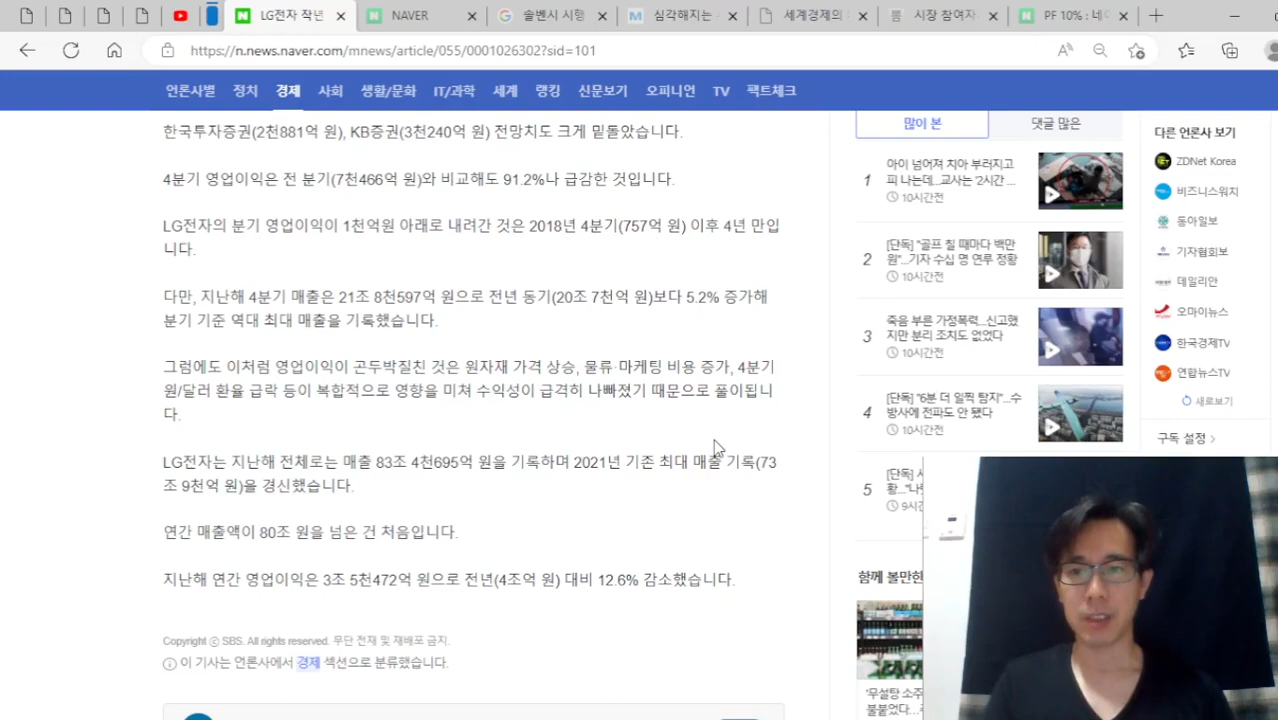 LG전자 작년
NAVER
솔벤시 시행
심각해지는
세계경제의
시장 참여자
PF 10% : 네이
https://n.news.naver.com/mnews/article/055/0001026302?sid=101
언론사별 정치 경제 사회 생활/문화 IT/과학 세계 랭킹 신문보기 오피니언 TV 팩트체크
한국투자증권(2천881억 원), KB증권(3천240억 원) 전망치도 크게 밑돌았습니다.
4분기 영업이익은 전 분기(7천466억 원)와 비교해도 91.2%나 급감한 것입니다.
LG전자의 분기 영업이익이 1천억원 아래로 내려간 것은 2018년 4분기(757억 원) 이후 4년 만입
니다.
다만, 지난해 4분기 매출은 21조 8천597억 원으로 전년 동기(20조 7천억 원)보다 5.2% 증가해
분기 기준 역대 최대 매출을 기록했습니다.
그럼에도 이처럼 영업이익이 곤두박질친 것은 원자재 가격 상승, 물류·마케팅 비용 증가, 4분기
원/달러 환율 급락 등이 복합적으로 영향을 미쳐 수익성이 급격히 나빠졌기 때문으로 풀이됩니
다.
LG전자는 지난해 전체로는 매출 83조 4천695억 원을 기록하며 2021년 기존 최대 매출 기록(73
조 9천억 원)을 경신했습니다.
연간 매출액이 80조 원을 넘은 건 처음입니다.
지난해 연간 영업이익은 3조 5천472억 원으로 전년(4조억 원) 대비 12.6% 감소했습니다.
Copyright ⓒ SBS. All rights reserved. 무단 전재 및 재배포 금지.
이 기사는 언론사에서 경제 섹션으로 분류했습니다.
많이 본 댓글 많은
1 아이 넘어져 치아 부러지고
피 나는데...교사는 '2시간 ...
10시간전
2 [단독] "골프 칠 때마다 백만
원"...기자 수십 명 연루 정황
10시간전
3 죽음 부른 가정폭력...신고했
지만 분리 조치도 없었다
10시간전
4 [단독] "6분 더 일찍 탐지"...수
방사에 전파도 안 됐다
10시간전
5 [단독]
황..."나
9시간
함께 볼만한
'무설탕 소주
불붙었다...
다른 언론사 보기
ZDNet Korea
비즈니스워치
동아일보
기자협회보
데일리안
오마이뉴스
한국경제TV
연합뉴스TV
새로보기
구독 설정